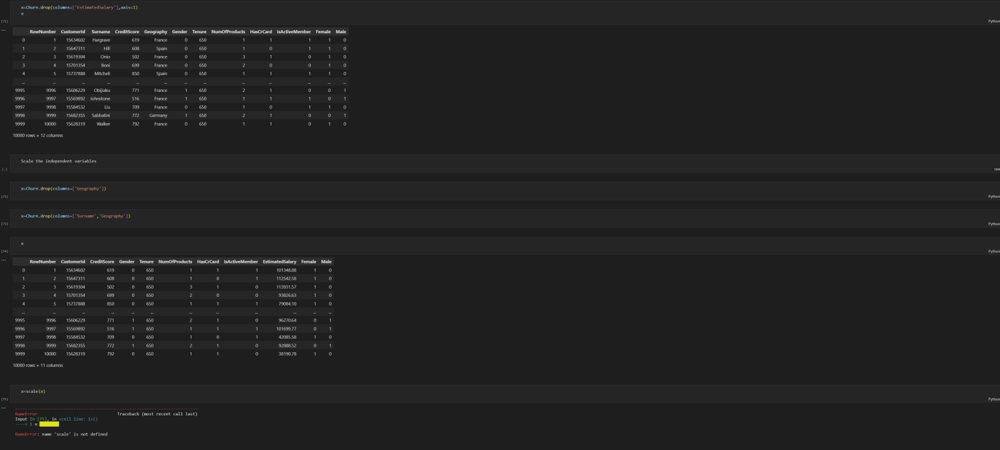 x=Churn.drop(columns=['EstimatedSalary'],axis=1)
x
[71]
Python
...
RowNumber CustomerId Surname CreditScore Geography Gender Tenure NumOfProducts HasCrCard IsActiveMember Female Male
0 1 15634602 Hargrave 619 France 0 650 1 1 1 1 0
1 2 15647311 Hill 608 Spain 0 650 1 0 1 1 0
2 3 15619304 Onio 502 France 0 650 3 1 0 1 0
3 4 15701354 Boni 699 France 0 650 2 0 0 1 0
4 5 15737888 Mitchell 850 Spain 0 650 1 1 1 1 0
... ... ... ... ... ... ... ... ... ... ... ... ...
9995 9996 15606229 Obijiaku 771 France 1 650 2 1 0 0 1
9996 9997 15569892 Johnstone 516 France 1 650 1 1 1 0 1
9997 9998 15584532 Liu 709 France 0 650 1 0 1 1 0
9998 9999 15682355 Sabbatini 772 Germany 1 650 2 1 0 0 1
9999 10000 15628319 Walker 792 France 0 650 1 1 0 1 0
10000 rows × 12 columns
Scale the independent variables
[ ]
raw
x=Churn.drop(columns=['Geography'])
[72]
Python
x=Churn.drop(columns=['Surname','Geography'])
[73]
Python
x
[74]
Python
...
RowNumber CustomerId CreditScore Gender Tenure NumOfProducts HasCrCard IsActiveMember EstimatedSalary Female Male
0 1 15634602 619 0 650 1 1 1 101348.88 1 0
1 2 15647311 608 0 650 1 0 1 112542.58 1 0
2 3 15619304 502 0 650 3 1 0 113931.57 1 0
3 4 15701354 699 0 650 2 0 0 93826.63 1 0
4 5 15737888 850 0 650 1 1 1 79084.10 1 0
... ... ... ... ... ... ... ... ... ... ... ...
9995 9996 15606229 771 1 650 2 1 0 96270.64 0 1
9996 9997 15569892 516 1 650 1 1 1 101699.77 0 1
9997 9998 15584532 709 0 650 1 0 1 42085.58 1 0
9998 9999 15682355 772 1 650 2 1 0 92888.52 0 1
9999 10000 15628319 792 0 650 1 1 0 38190.78 1 0
10000 rows × 11 columns
x=scale(x)
[75]
Python
...
---------------------------------------------------------------------------
NameError Traceback (most recent call last)
Input In [75], in <cell line: 1>()
----> 1 x
NameError: name 'scale' is not defined